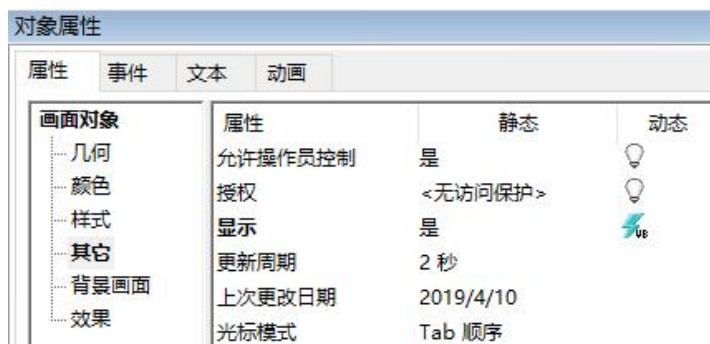 对象属性
属性 事件 文本 动画
画面对象
几何
颜色
样式
其它
背景画面
效果
属性 静态 动态
允许操作员控制 是
授权 <无访问保护>
显示 是 VB
更新周期 2 秒
上次更改日期 2019/4/10
光标模式 Tab 顺序